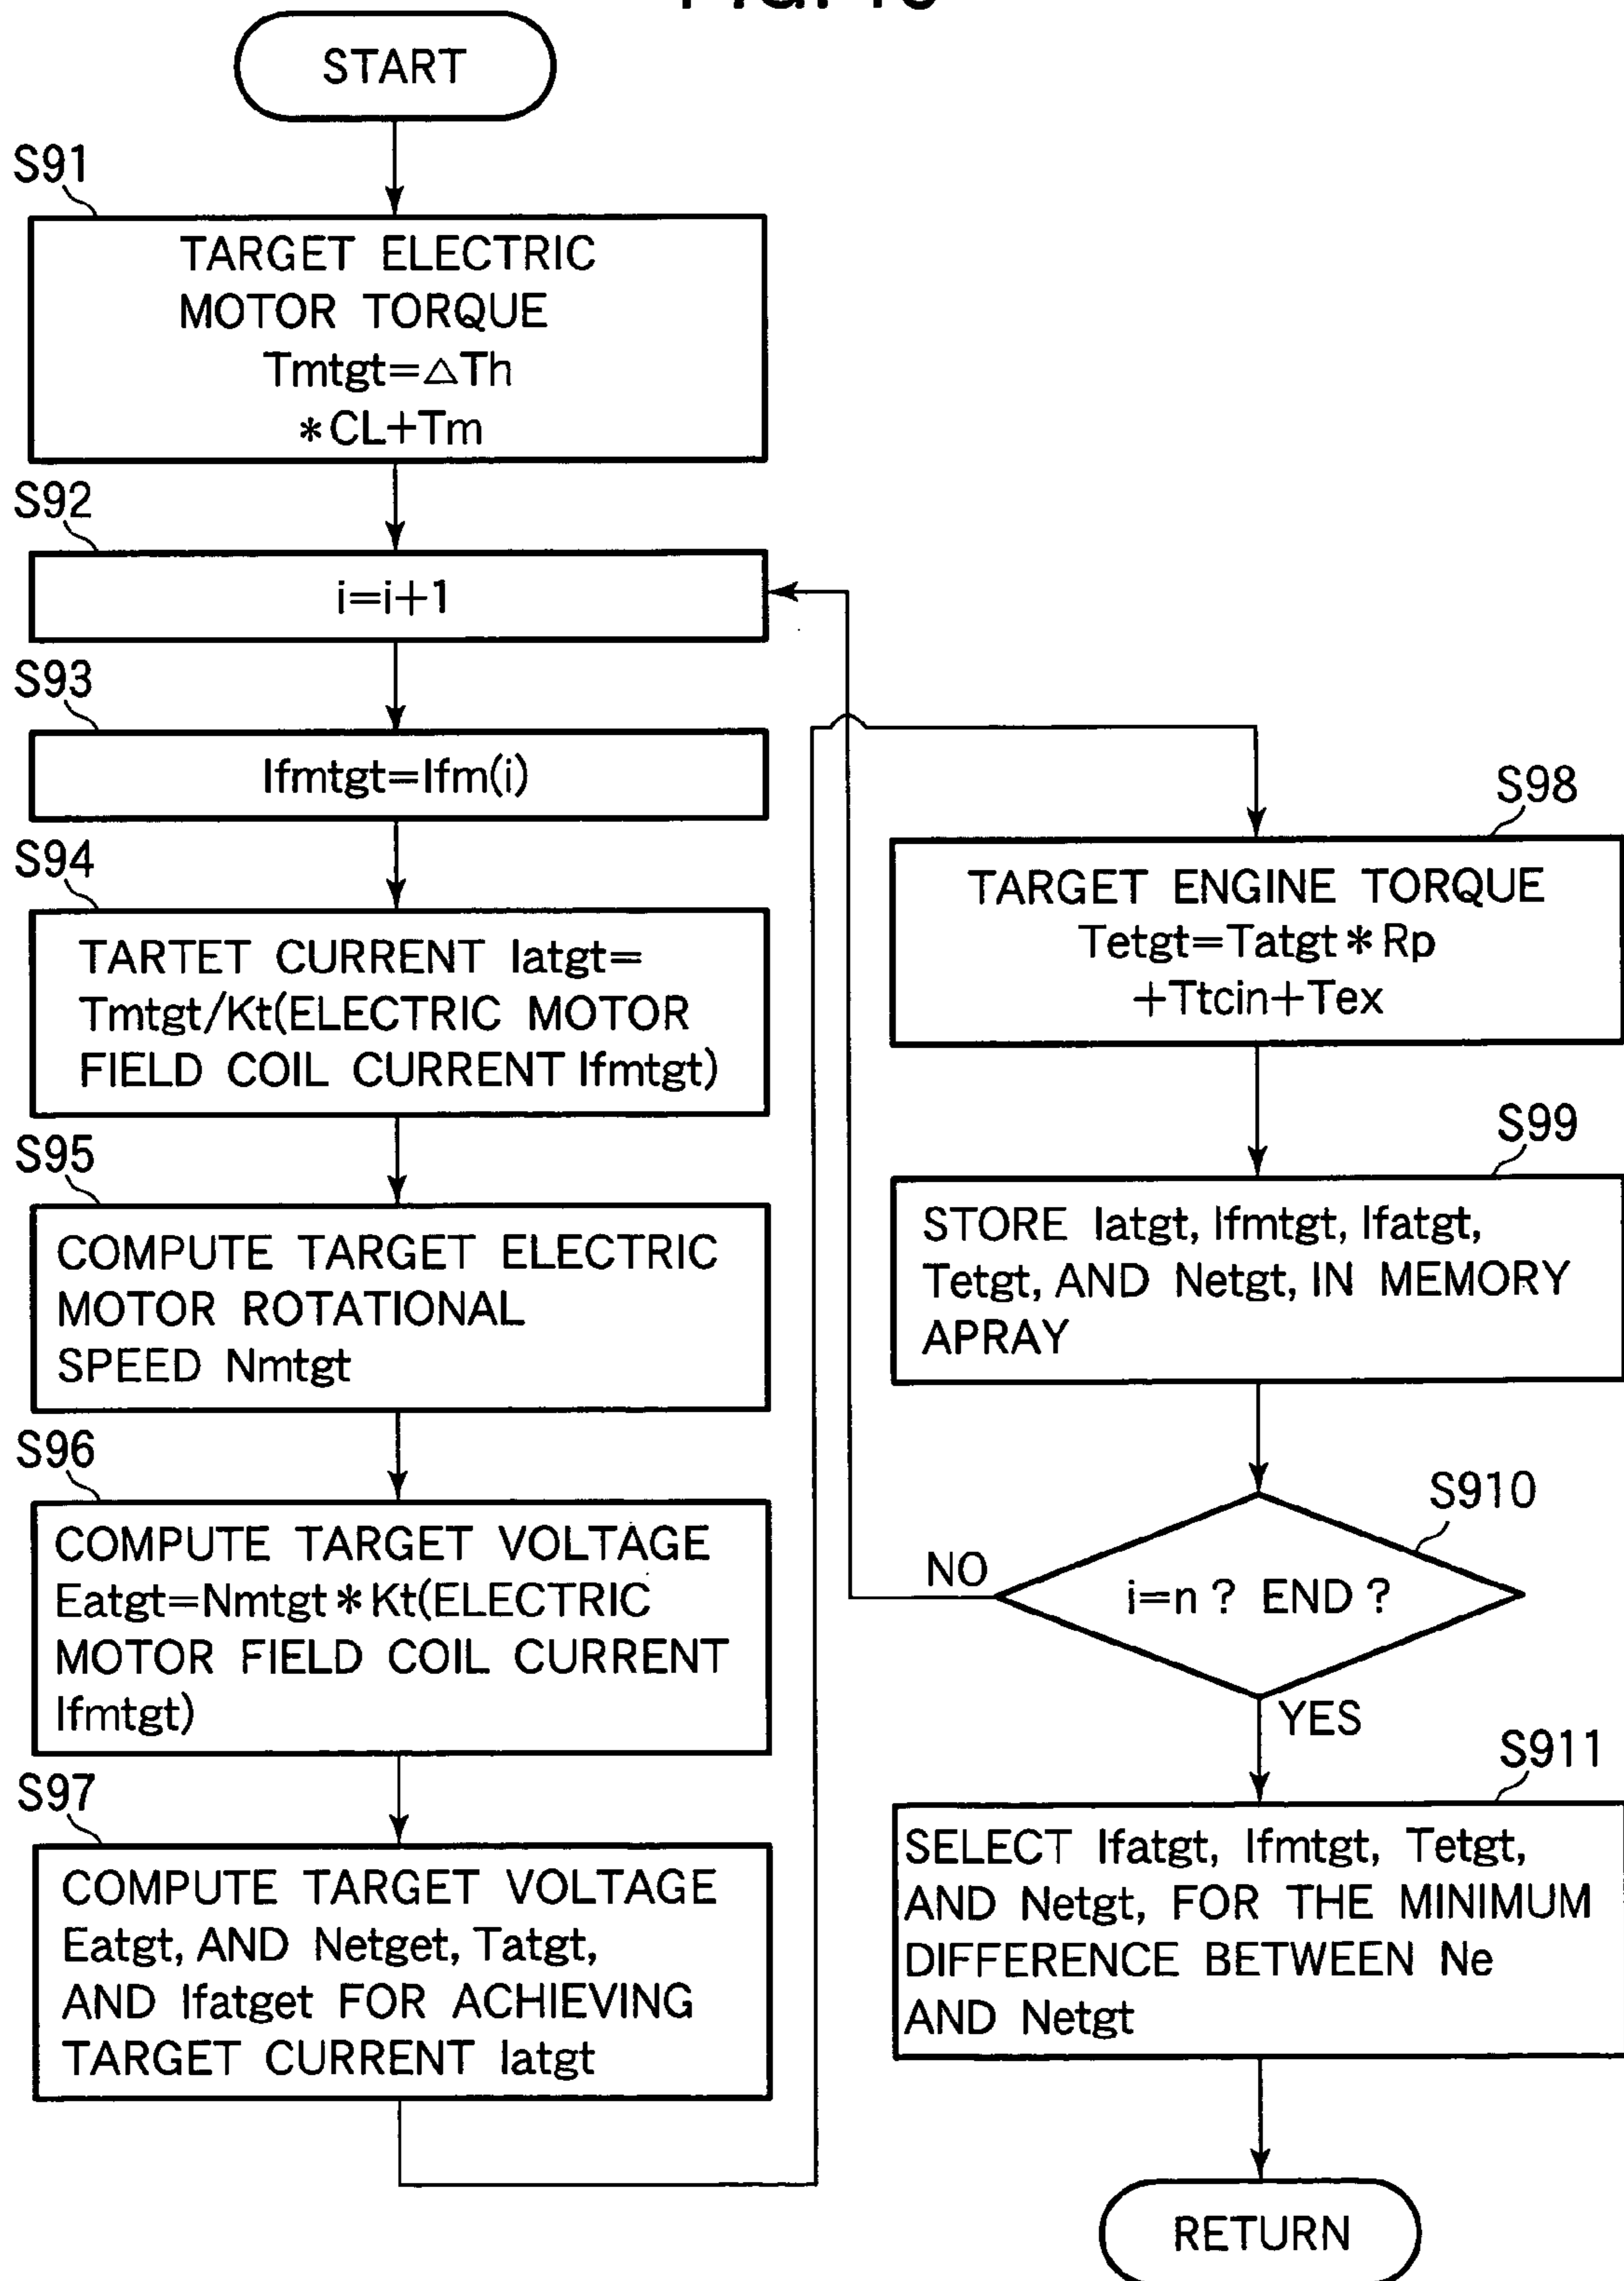 START
S91
TARGET ELECTRIC
MOTOR TORQUE
Tmtgt=△Th
*CL+Tm
S92
i=i+1
S93
Ifmtgt=Ifm(i)
S94
TARTET CURRENT Iatgt=
Tmtgt/Kt(ELECTRIC MOTOR
FIELD COIL CURRENT Ifmtgt)
S95
COMPUTE TARGET ELECTRIC
MOTOR ROTATIONAL
SPEED Nmtgt
S96
COMPUTE TARGET VOLTAGE
Eatgt=Nmtgt*Kt(ELECTRIC
MOTOR FIELD COIL CURRENT
Ifmtgt)
S97
COMPUTE TARGET VOLTAGE
Eatgt, AND Netget, Tatgt,
AND Ifatget FOR ACHIEVING
TARGET CURRENT Iatgt
S98
TARGET ENGINE TORQUE
Tetgt=Tatgt*Rp
+Ttcin+Tex
S99
STORE Iatgt, Ifmtgt, Ifatgt,
Tetgt, AND Netgt, IN MEMORY
APRAY
S910
i=n ? END ?
NO
YES
S911
SELECT Ifatgt, Ifmtgt, Tetgt,
AND Netgt, FOR THE MINIMUM
DIFFERENCE BETWEEN Ne
AND Netgt
RETURN